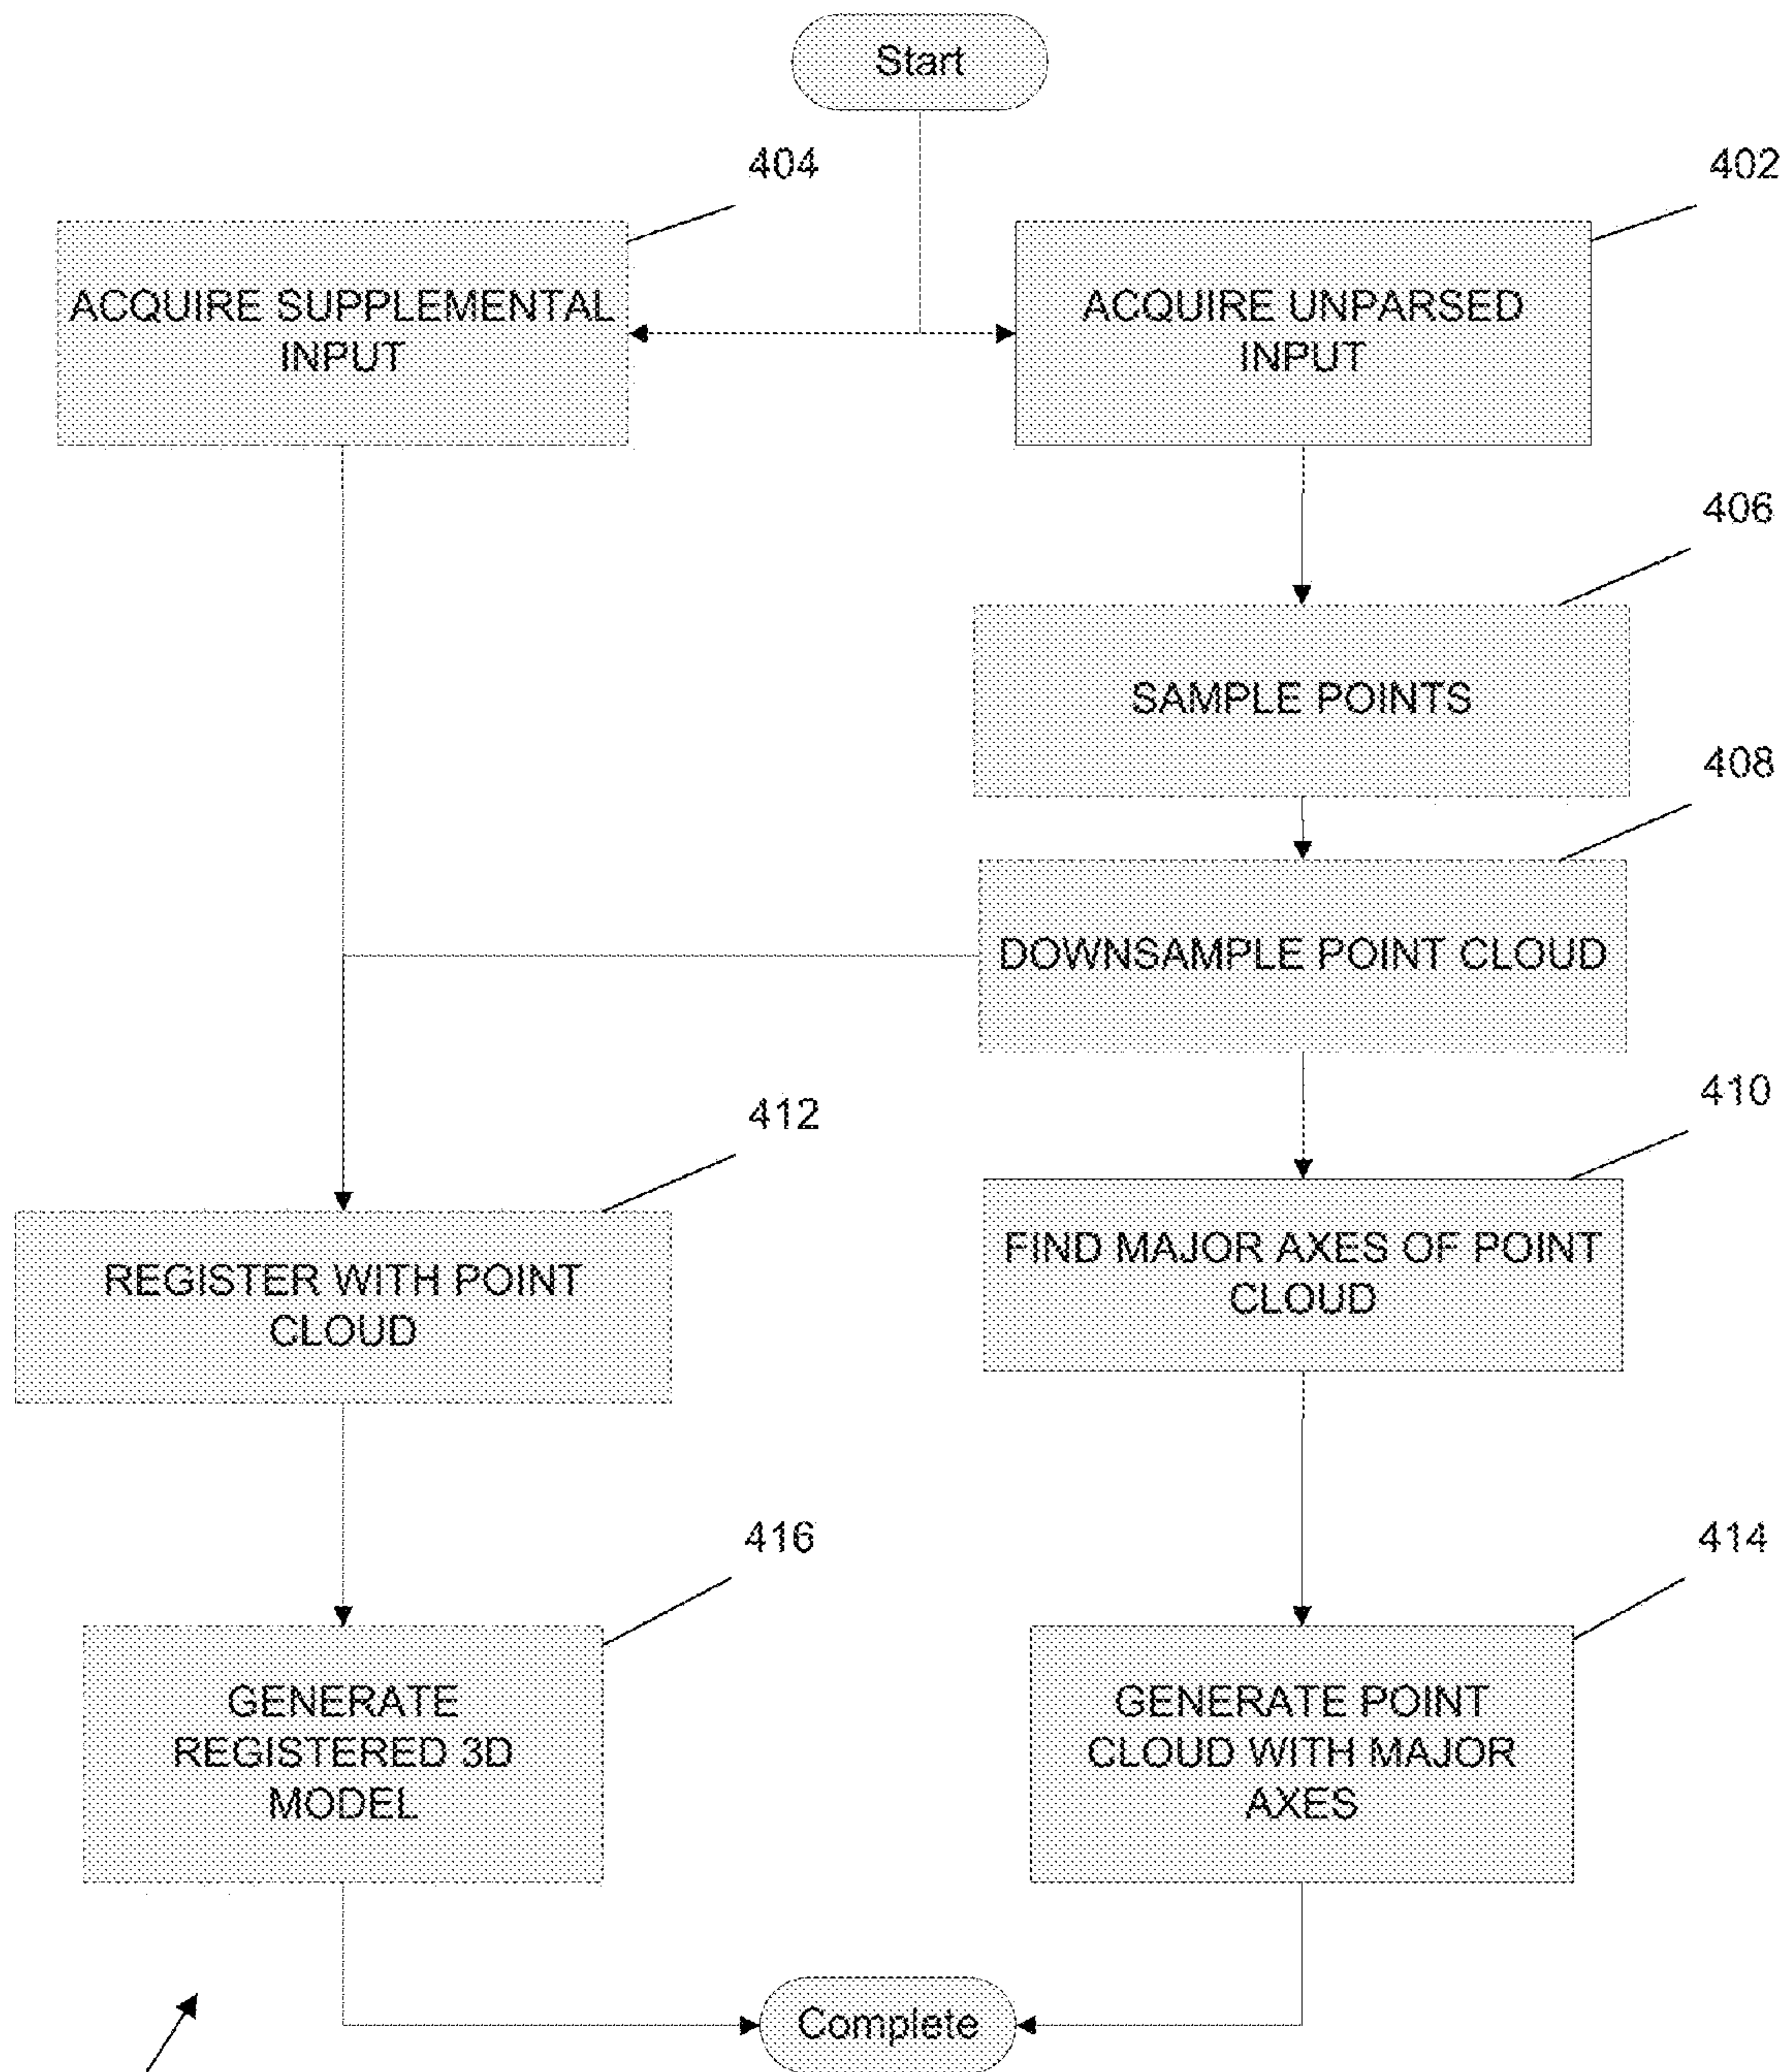 Start
404
402
ACQUIRE SUPPLEMENTAL
INPUT
ACQUIRE UNPARSED
INPUT
406
SAMPLE POINTS
408
DOWNSAMPLE POINT CLOUD
410
412
FIND MAJOR AXES OF POINT
CLOUD
REGISTER WITH POINT
CLOUD
416
414
GENERATE
REGISTERED 3D
MODEL
GENERATE POINT
CLOUD WITH MAJOR
AXES
Complete